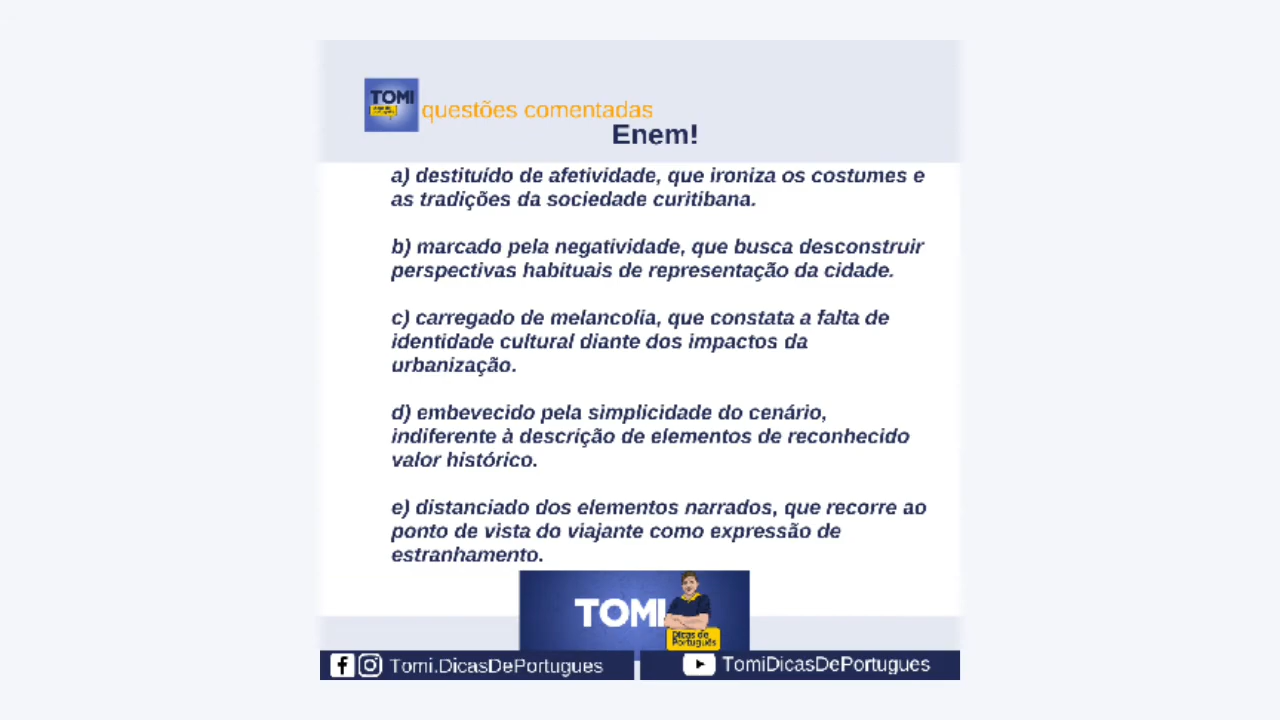 TOMI
questões comentadas
Enem!
a) destituído de afetividade, que ironiza os costumes e
as tradições da sociedade curitibana.
b) marcado pela negatividade, que busca desconstruir
perspectivas habituais de representação da cidade.
c) carregado de melancolia, que constata a falta de
identidade cultural diante dos impactos da
urbanização.
d) embevecido pela simplicidade do cenário,
indiferente à descrição de elementos de reconhecido
valor histórico.
e) distanciado dos elementos narrados, que recorre ao
ponto de vista do viajante como expressão de
estranhamento.
TOMI
Dicas de
Português
Tomi.DicasDePortugues
TomiDicasDePortugues